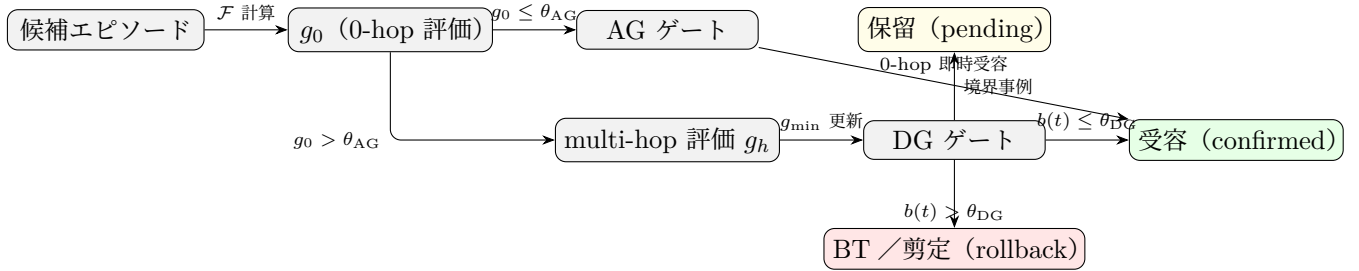 候補エピソード
𝓕 計算
g₀（0-hop 評価）
g₀ ≤ θ_AG
AG ゲート
保留（pending）
0-hop 即時受容
境界事例
g₀ > θ_AG
multi-hop 評価 g_h
g_min 更新
DG ゲート
b(t) ≤ θ_DG
受容（confirmed）
b(t) > θ_DG
BT ／剪定（rollback）